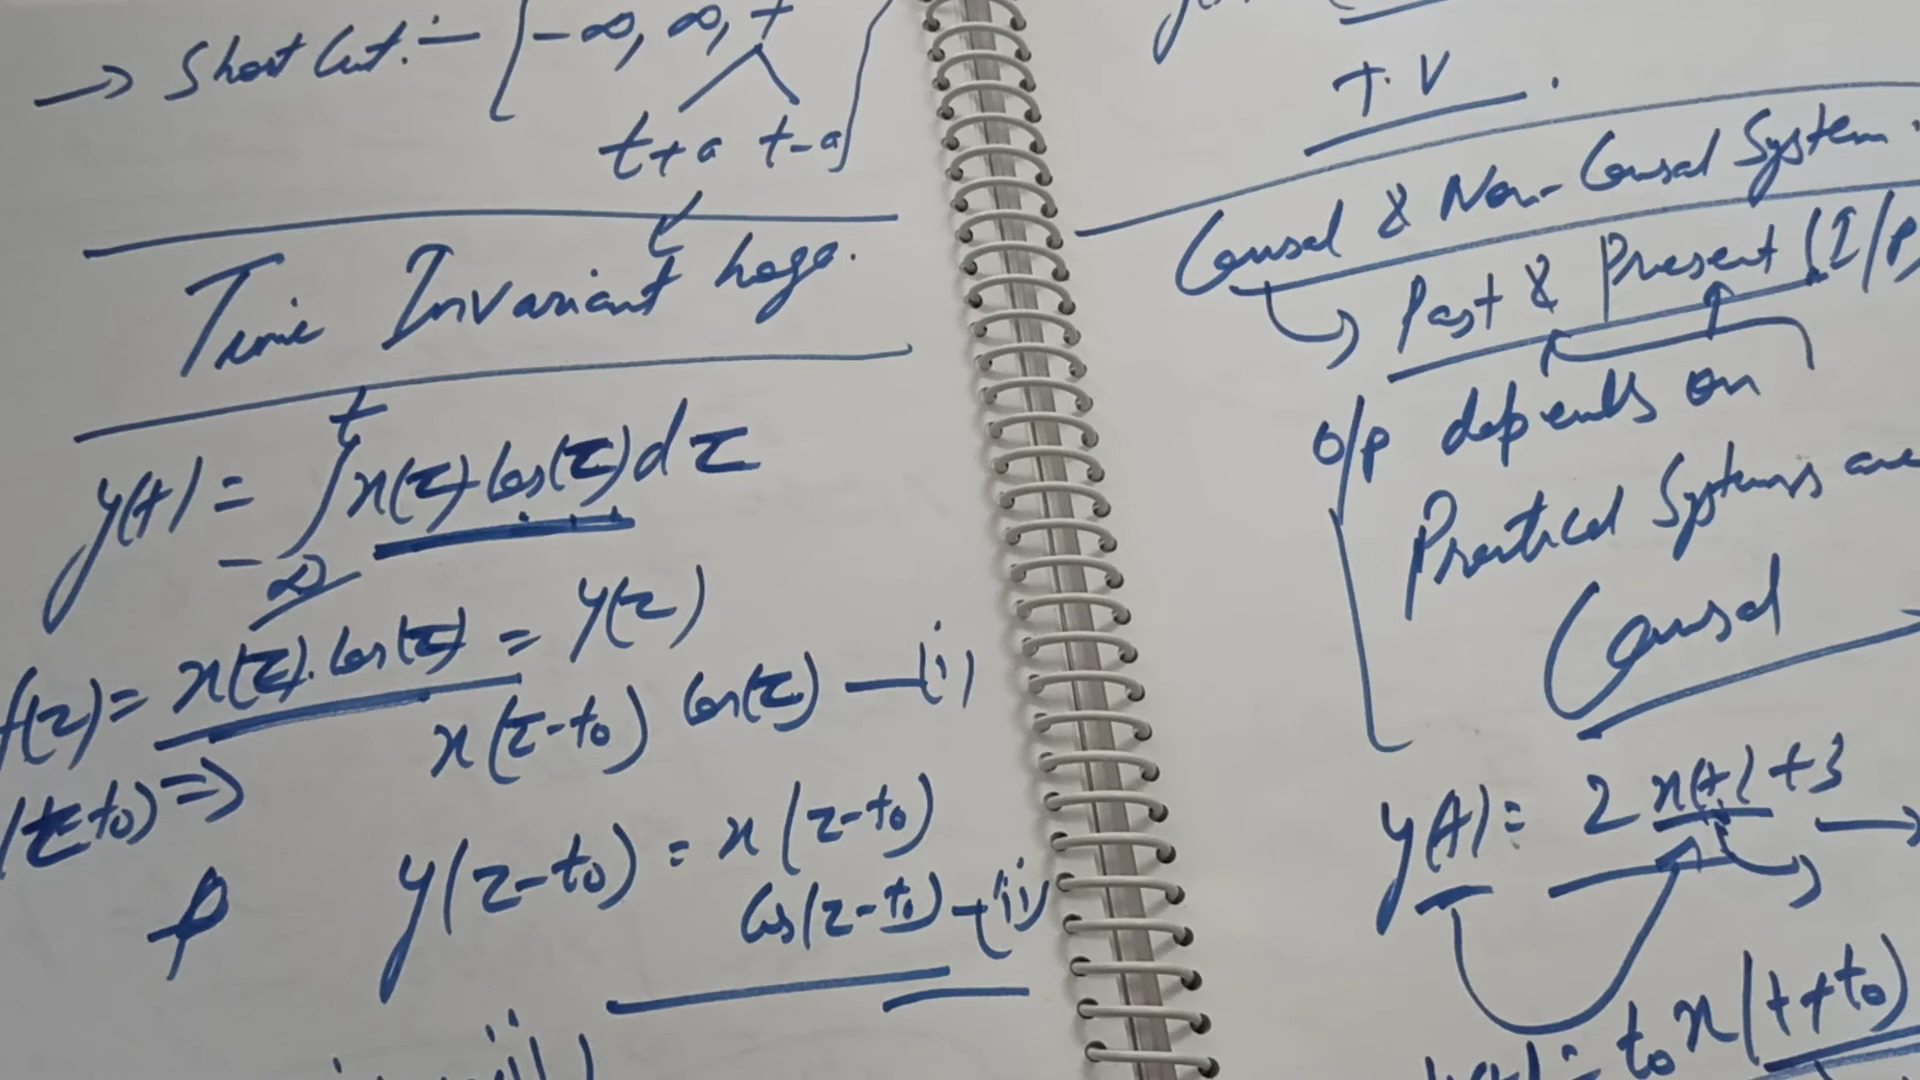 → Short Cut :- [-∞, ∞, t
t+a t-a]
Time Invariant hoga.
y(t) = ∫ x(τ) Cos(τ) dτ
t
-∞
f(τ) = x(τ). Cos(τ) = y(τ)
x(τ-t₀) Cos(τ) —(i)
⇒
y(τ-t₀) = x(τ-t₀)
Cos(τ-t₀) —(ii)
T.V.
Causal & Non-Causal System.
Past & Present (I/P)
O/P depends on
Practical Systems are
Causal
y(t) = 2x(t)+3 →
t₀ x(t+t₀)